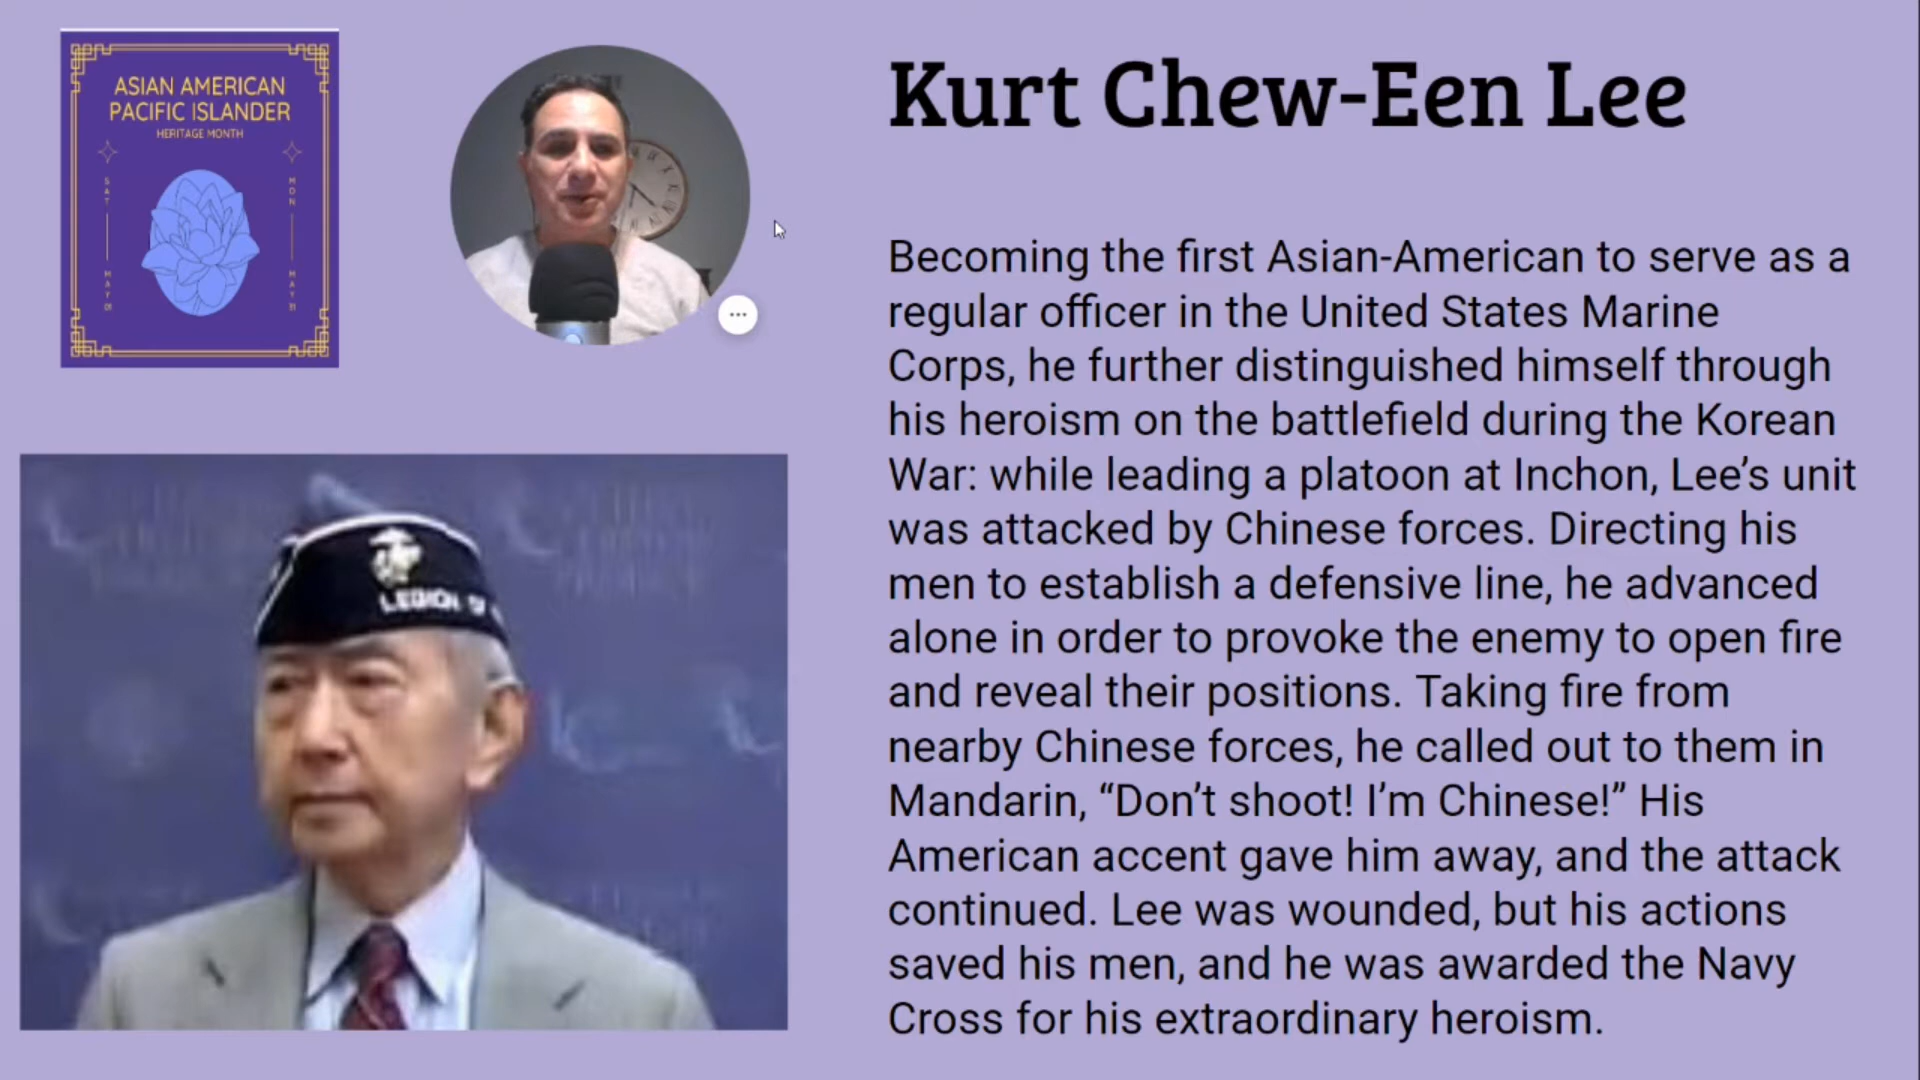 ASIAN AMERICAN
PACIFIC ISLANDER
HERITAGE MONTH
SAT
MON
MAY
MAY
LEGION OF
Kurt Chew-Een Lee
Becoming the first Asian-American to serve as a
regular officer in the United States Marine
Corps, he further distinguished himself through
his heroism on the battlefield during the Korean
War: while leading a platoon at Inchon, Lee’s unit
was attacked by Chinese forces. Directing his
men to establish a defensive line, he advanced
alone in order to provoke the enemy to open fire
and reveal their positions. Taking fire from
nearby Chinese forces, he called out to them in
Mandarin, “Don’t shoot! I’m Chinese!” His
American accent gave him away, and the attack
continued. Lee was wounded, but his actions
saved his men, and he was awarded the Navy
Cross for his extraordinary heroism.